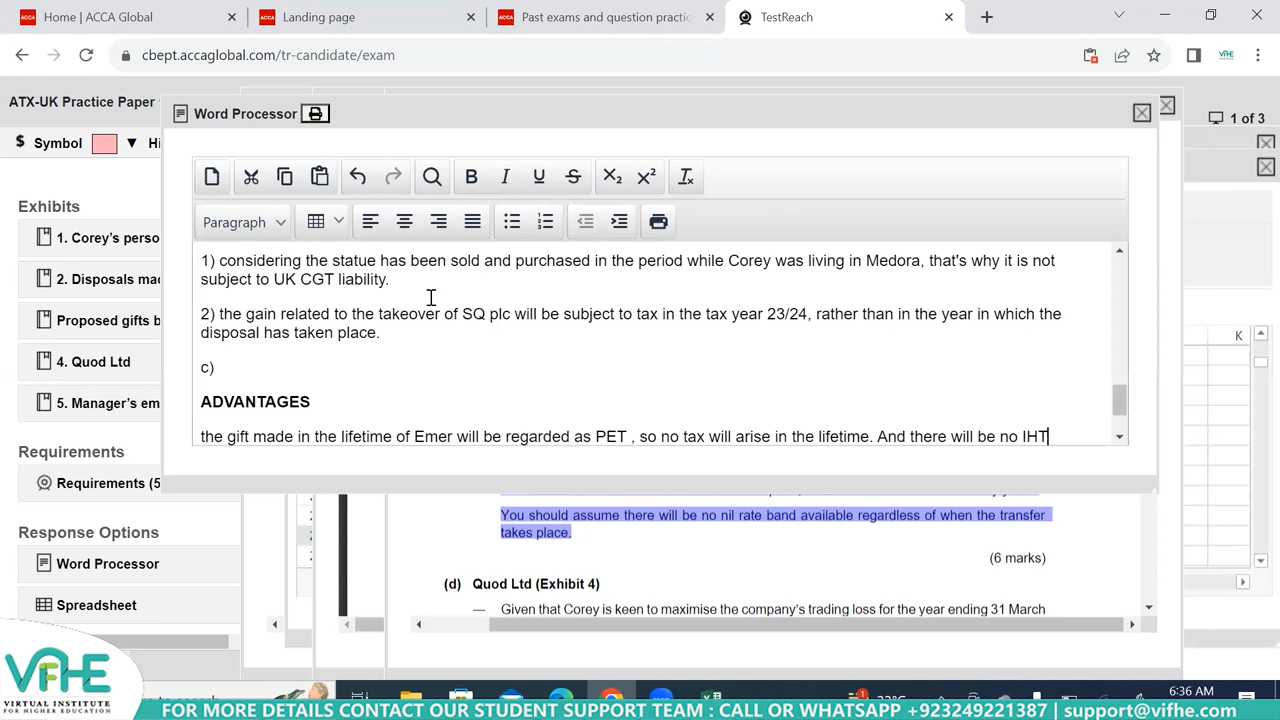 Home | ACCA Global
Landing page
Past exams and question practic
TestReach
cbept.accaglobal.com/tr-candidate/exam
ATX-UK Practice Paper
Word Processor
1 of 3
$ Symbol
Hi
Paragraph
Exhibits
1. Corey's perso
2. Disposals ma
Proposed gifts b
4. Quod Ltd
5. Manager's em
Requirements
Requirements (5
Response Options
Word Processor
Spreadsheet
1) considering the statue has been sold and purchased in the period while Corey was living in Medora, that's why it is not
subject to UK CGT liability.
2) the gain related to the takeover of SQ plc will be subject to tax in the tax year 23/24, rather than in the year in which the
disposal has taken place.
c)
ADVANTAGES
the gift made in the lifetime of Emer will be regarded as PET , so no tax will arise in the lifetime. And there will be no IHT
K
You should assume there will be no nil rate band available regardless of when the transfer
takes place.
(6 marks)
(d) Quod Ltd (Exhibit 4)
— Given that Corey is keen to maximise the company's trading loss for the year ending 31 March
6:36 AM
VIFHE
VIRTUAL INSTITUTE
FOR HIGHER EDUCATION
FOR MORE DETAILS CONTACT OUR STUDENT SUPPORT TEAM : CALL OR WHATSAPP +923249221387 | support@vifhe.com